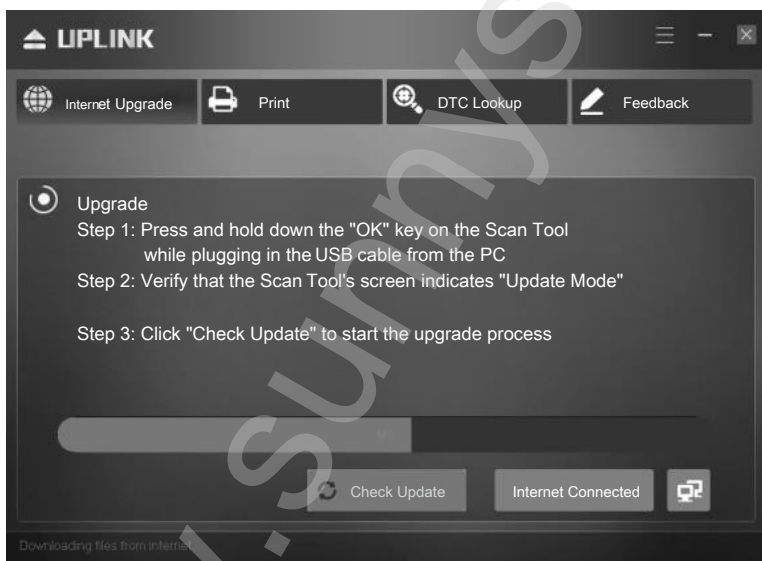 UPLINK
Internet Upgrade
Print
DTC Lookup
Feedback
Upgrade
Step 1: Press and hold down the "OK" key on the Scan Tool
while plugging in the USB cable from the PC
Step 2: Verify that the Scan Tool's screen indicates "Update Mode"
Step 3: Click "Check Update" to start the upgrade process
Check Update
Internet Connected
Downloading files from internet